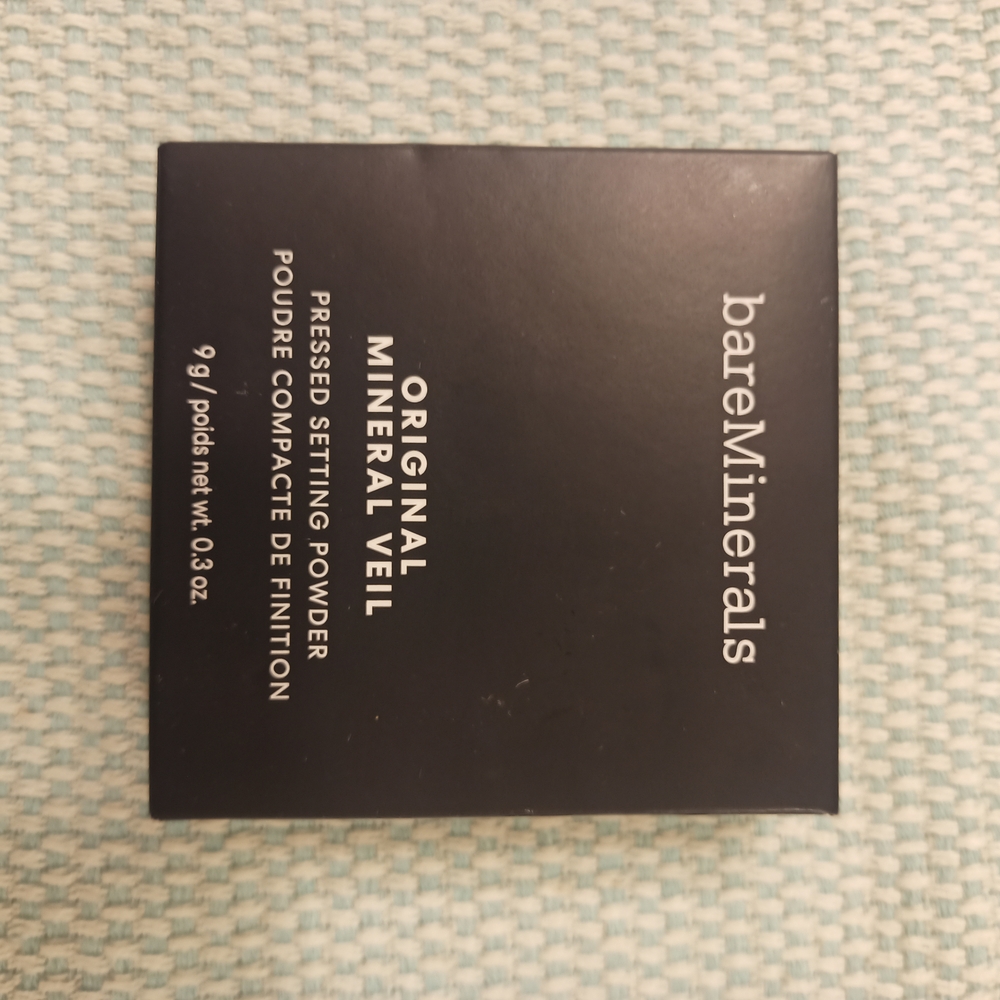 bareMinerals
ORIGINAL
MINERAL VEIL
PRESSED SETTING POWDER
POUDRE COMPACTE DE FINITION
9 g / poids net wt. 0.3 oz.